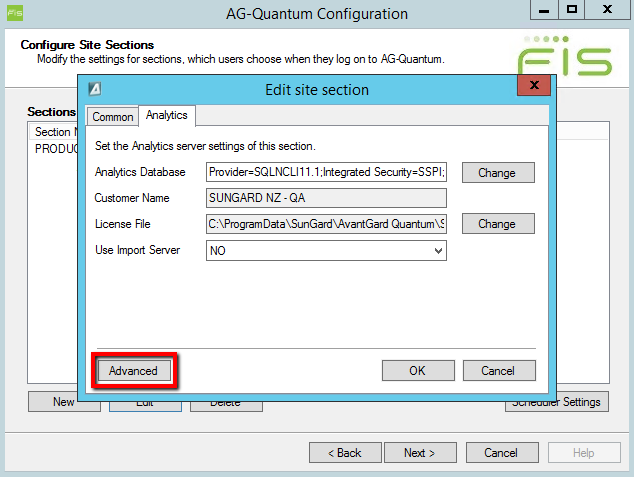 AG-Quantum Configuration
Configure Site Sections
Modify the settings for sections, which users choose when they log on to AG-Quantum.
FIS
Edit site section
Sections
Section N
PRODUC
Common
Analytics
Set the Analytics server settings of this section.
Analytics Database
Provider=SQLNCLI11.1;Integrated Security=SSPI;
Change
Customer Name
SUNGARD NZ - QA
License File
C:\ProgramData\SunGard\AvantGard Quantum\S
Change
Use Import Server
NO
Advanced
OK
Cancel
New
Edit
Delete
Scheduler Settings
< Back
Next >
Cancel
Help